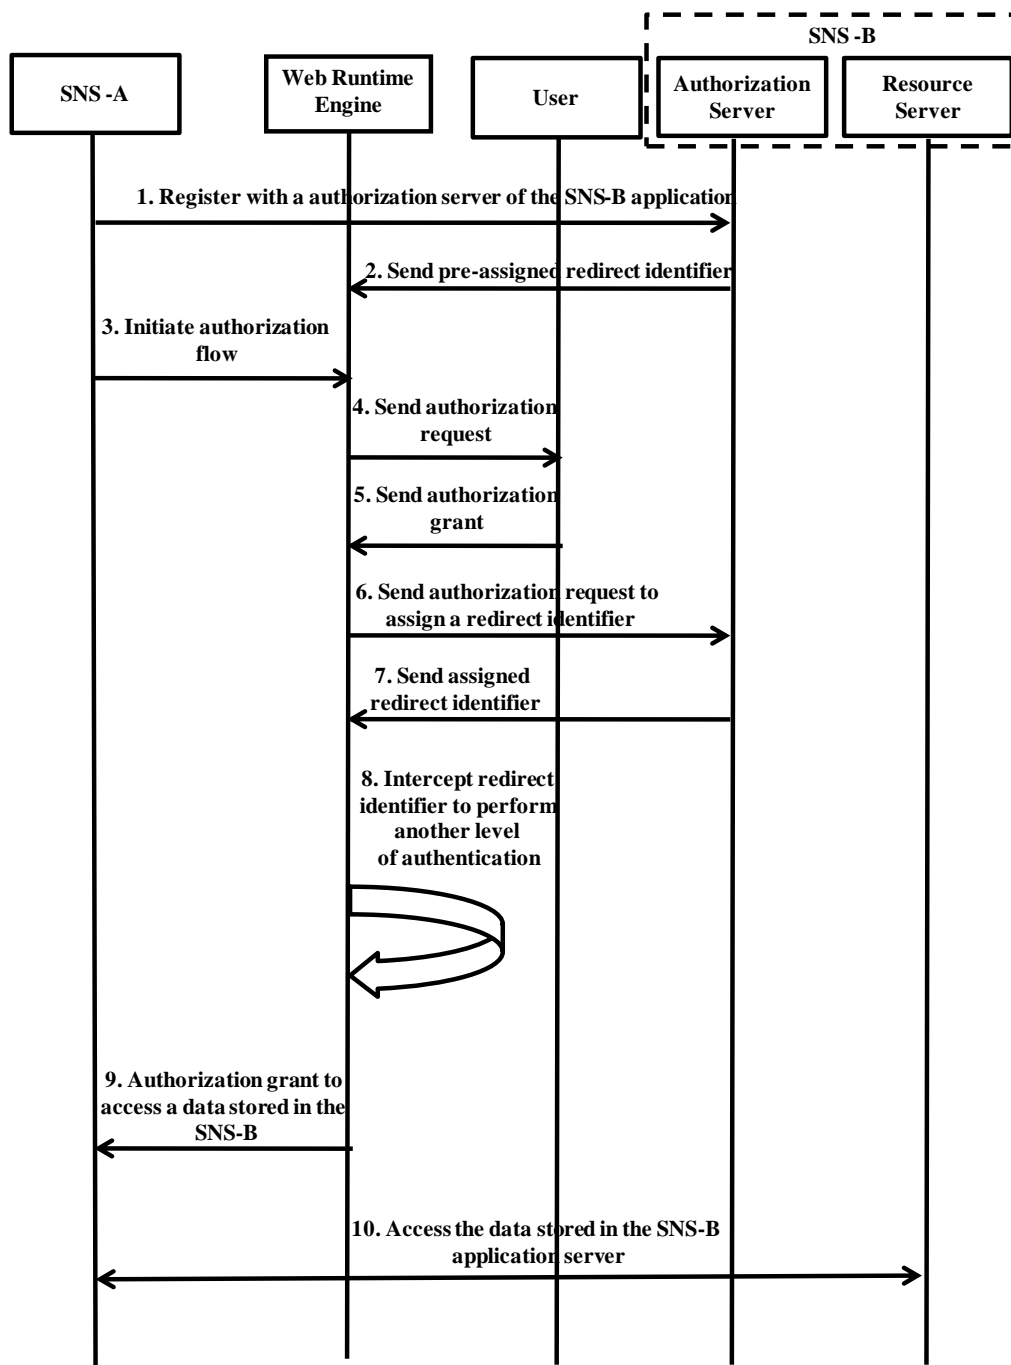 SNS -B
SNS -A
Web Runtime
Engine
User
Authorization
Server
Resource
Server
1. Register with a authorization server of the SNS-B application
2. Send pre-assigned redirect identifier
3. Initiate authorization
flow
4. Send authorization
request
5. Send authorization
grant
6. Send authorization request to
assign a redirect identifier
7. Send assigned
redirect identifier
8. Intercept redirect
identifier to perform
another level
of authentication
9. Authorization grant to
access a data stored in the
SNS-B
10. Access the data stored in the SNS-B
application server